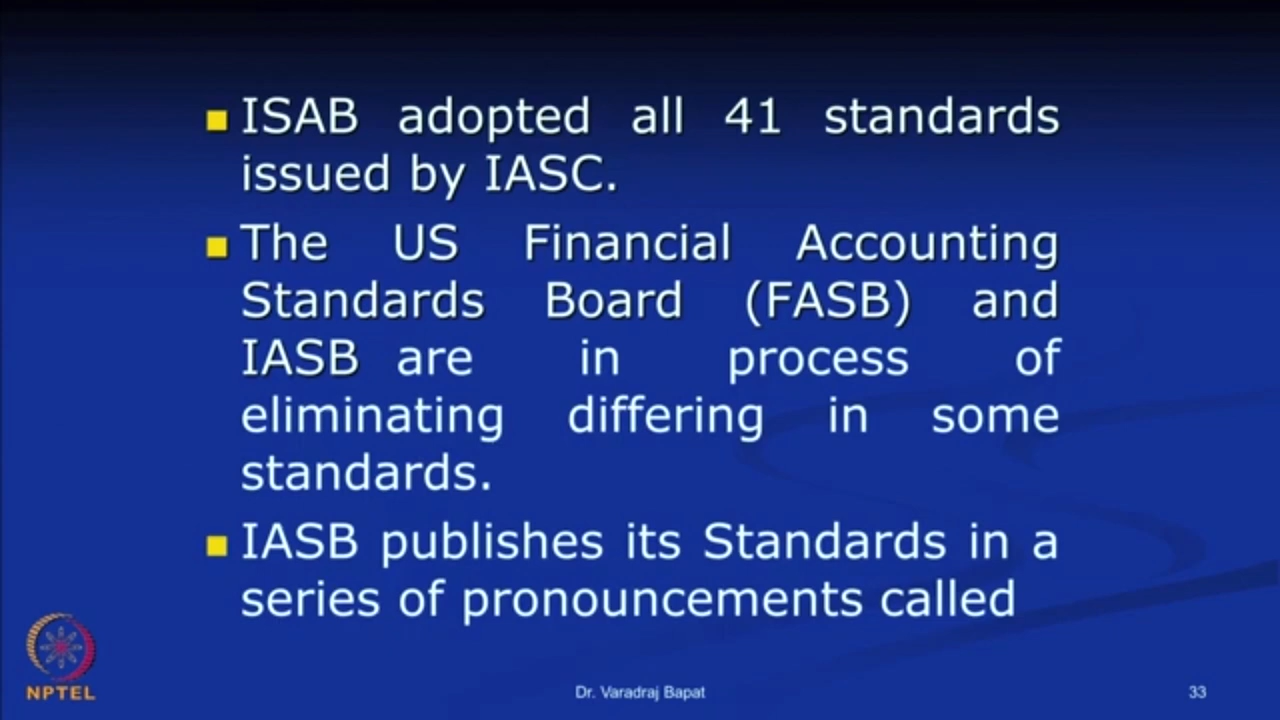 ISAB adopted all 41 standards
issued by IASC.
The US Financial Accounting
Standards Board (FASB) and
IASB are in process of
eliminating differing in some
standards.
IASB publishes its Standards in a
series of pronouncements called
NPTEL
Dr. Varadraj Bapat
33